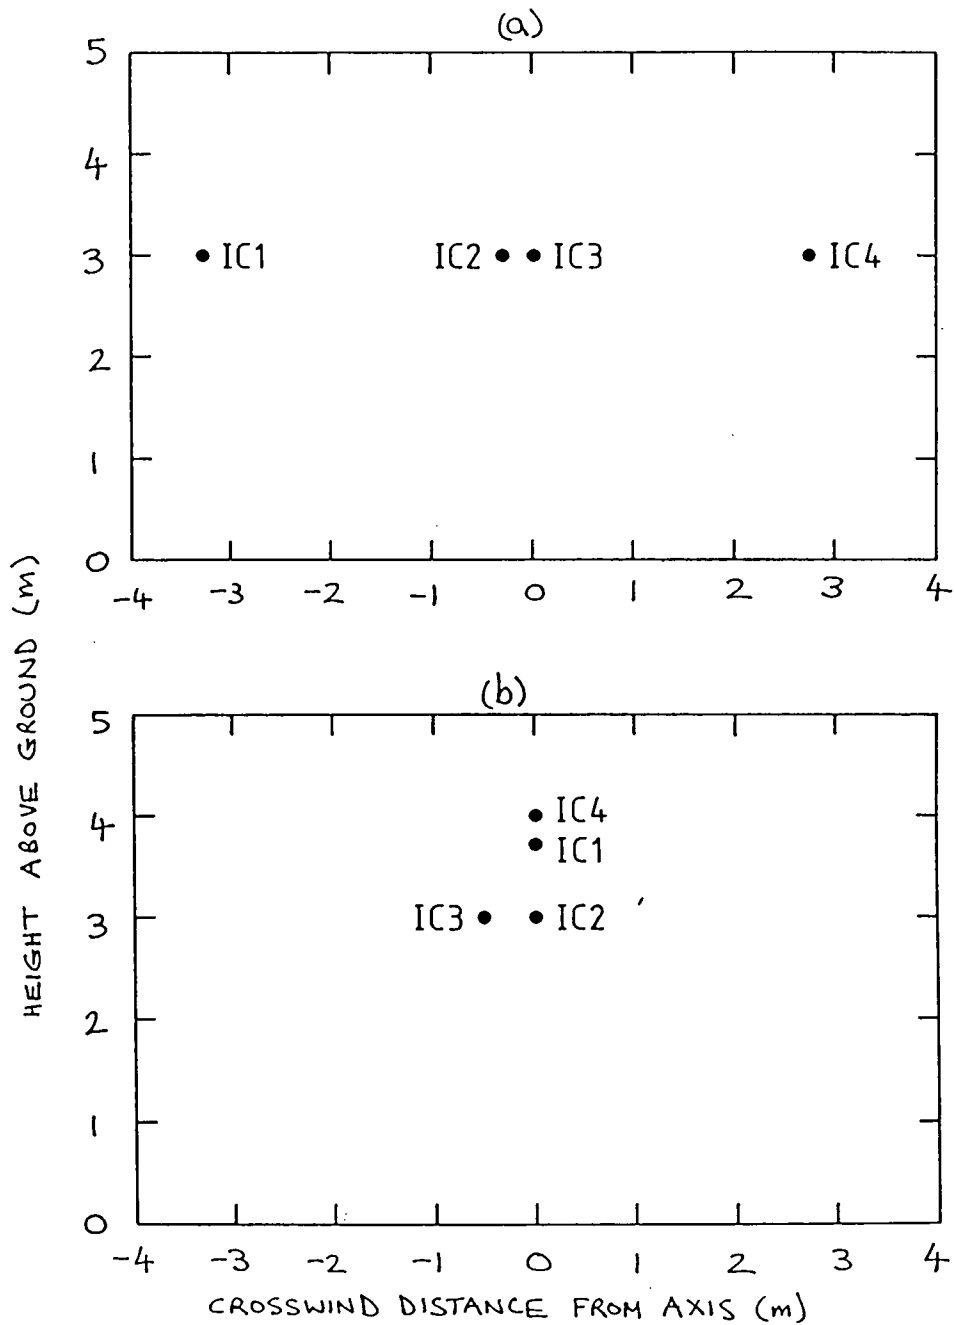 (a)
5
4
3
2
1
0
IC1 IC2 IC3 IC4
-4 -3 -2 -1 0 1 2 3 4
HEIGHT ABOVE GROUND (m)
(b)
5
4
3
2
1
0
IC4
IC1
IC3 IC2
-4 -3 -2 -1 0 1 2 3 4
CROSSWIND DISTANCE FROM AXIS (m)